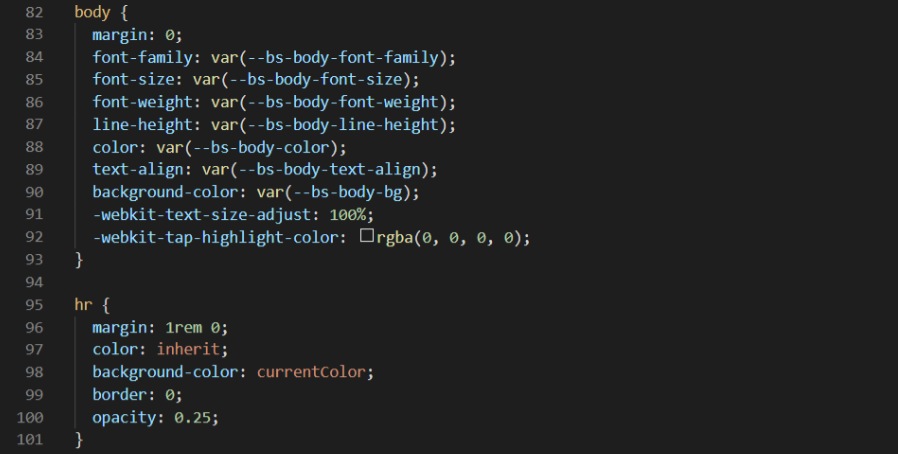 82 body {
83 margin: 0;
84 font-family: var(--bs-body-font-family);
85 font-size: var(--bs-body-font-size);
86 font-weight: var(--bs-body-font-weight);
87 line-height: var(--bs-body-line-height);
88 color: var(--bs-body-color);
89 text-align: var(--bs-body-text-align);
90 background-color: var(--bs-body-bg);
91 -webkit-text-size-adjust: 100%;
92 -webkit-tap-highlight-color: rgba(0, 0, 0, 0);
93 }
94
95 hr {
96 margin: 1rem 0;
97 color: inherit;
98 background-color: currentColor;
99 border: 0;
100 opacity: 0.25;
101 }